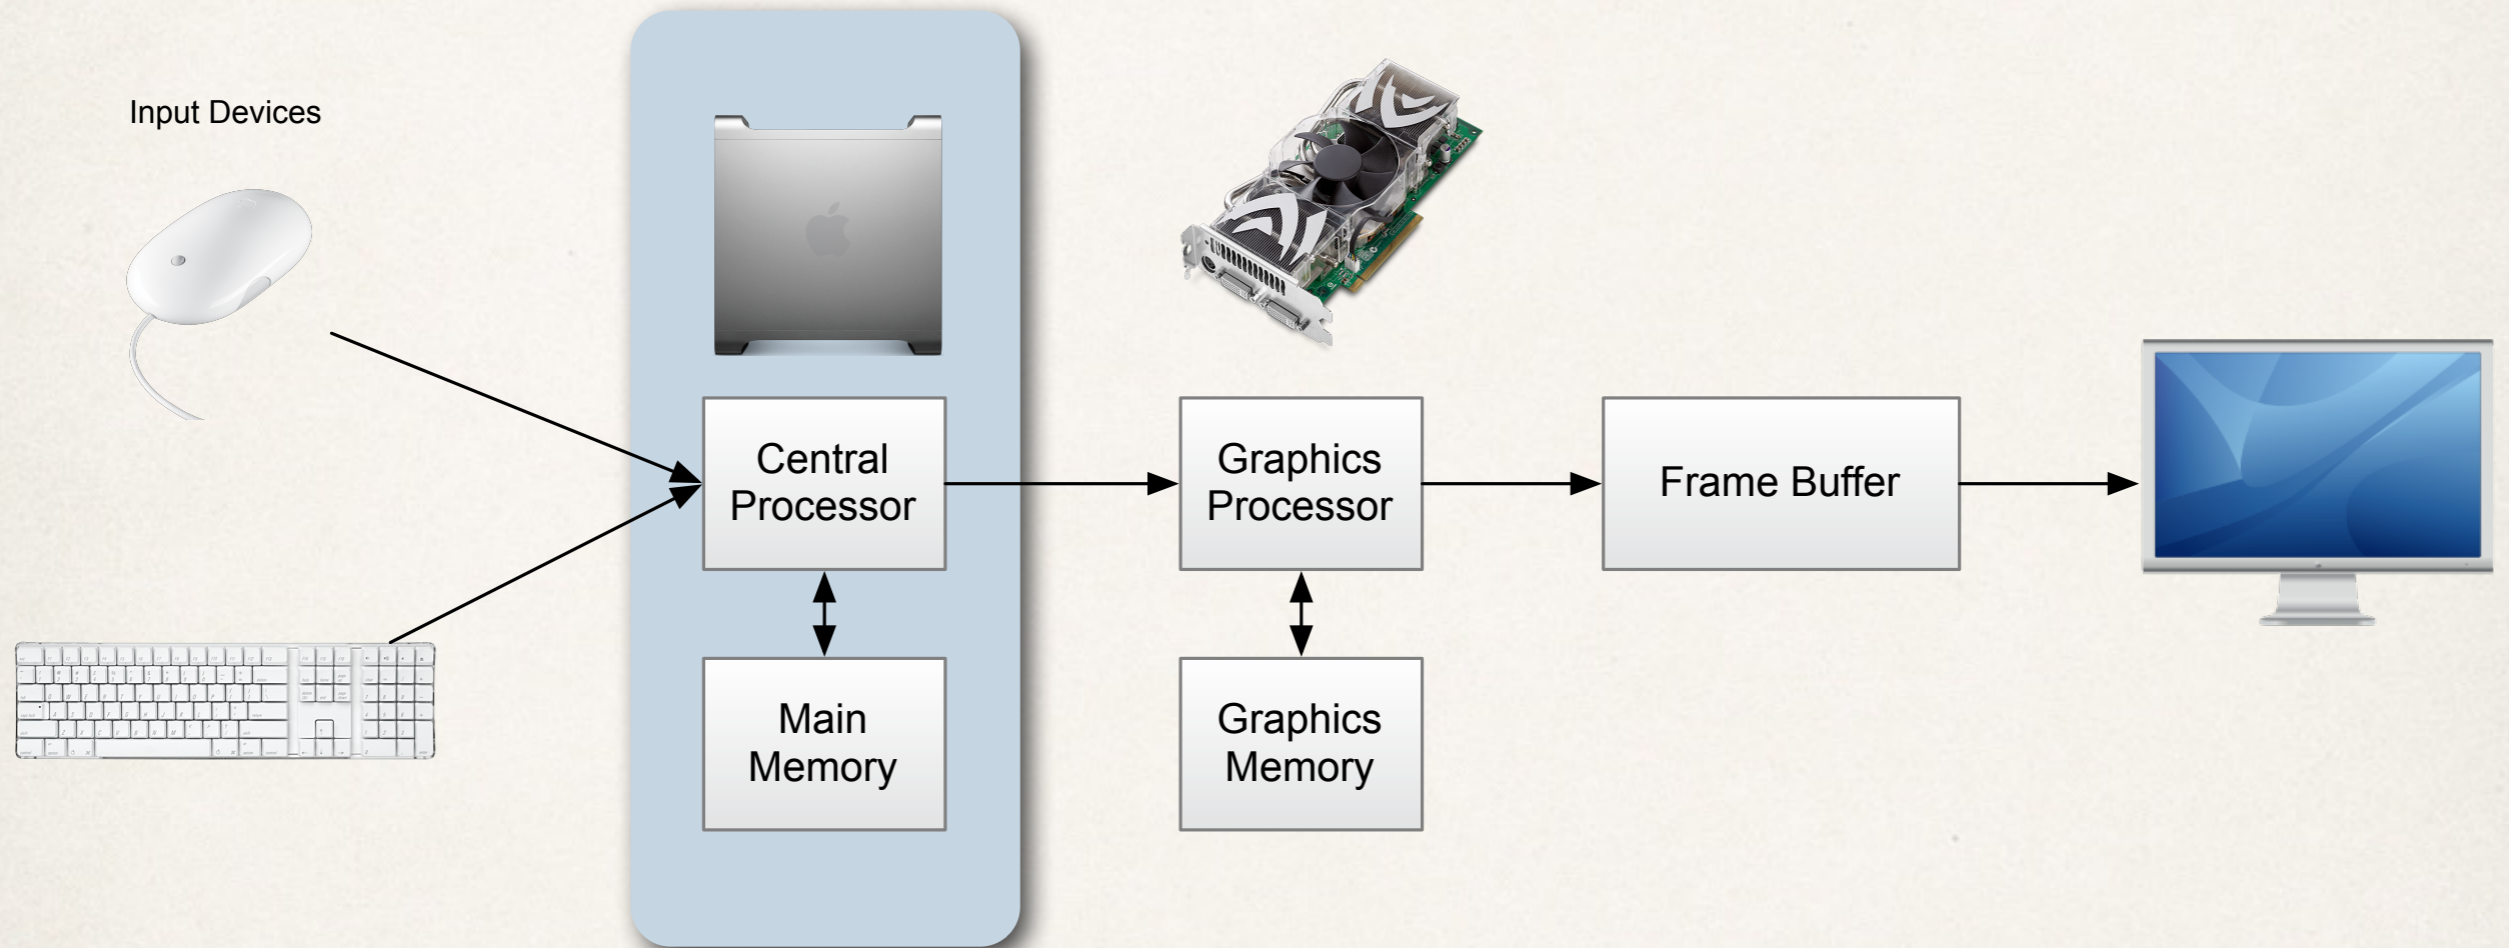 Input Devices
Central
Processor
Main
Memory
Graphics
Processor
Graphics
Memory
Frame Buffer